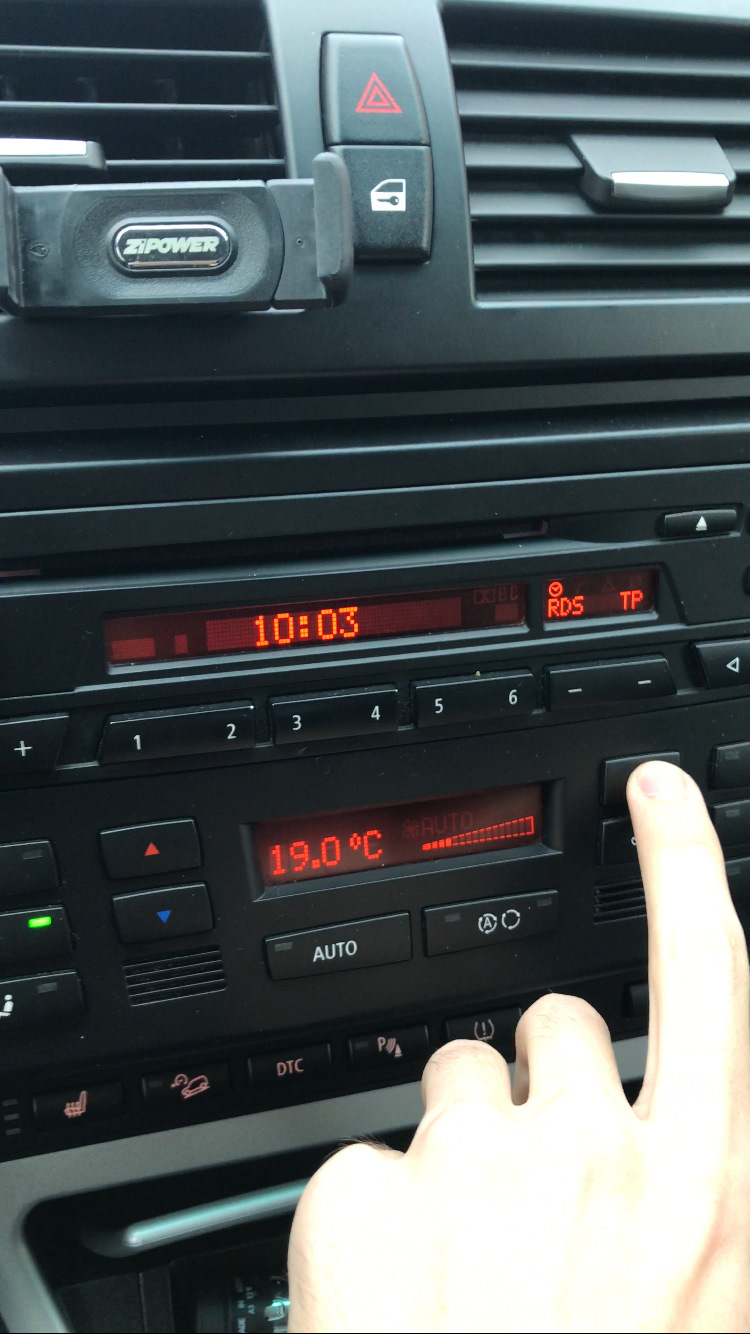 ZiPOWER
10:03
RDS TP
+ 1 2 3 4 5 6 − −
19.0 °C AUTO
AUTO A
DTC P